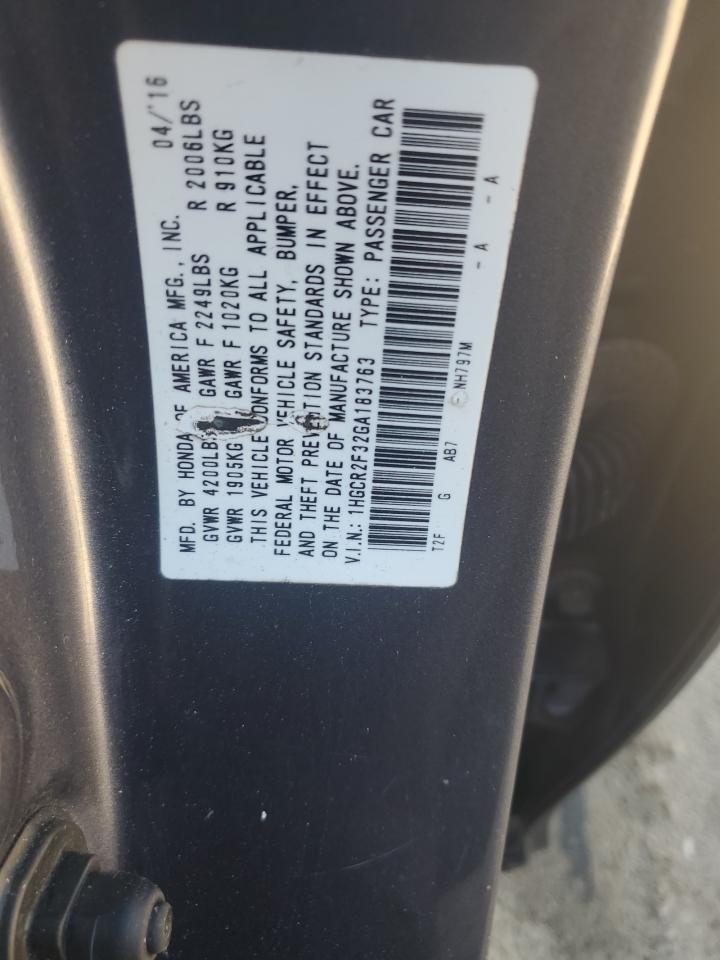 MFD. BY HONDA OF AMERICA MFG., INC. 04/'16
GVWR 4200LBS GAWR F 2249LBS R 2006LBS
GVWR 1905KG GAWR F 1020KG R 910KG
THIS VEHICLE CONFORMS TO ALL APPLICABLE
FEDERAL MOTOR VEHICLE SAFETY, BUMPER,
AND THEFT PREVENTION STANDARDS IN EFFECT
ON THE DATE OF MANUFACTURE SHOWN ABOVE.
V.I.N.: 1HGCR2F32GA183763 TYPE: PASSENGER CAR
T2F G AB7 NH797M - A - A